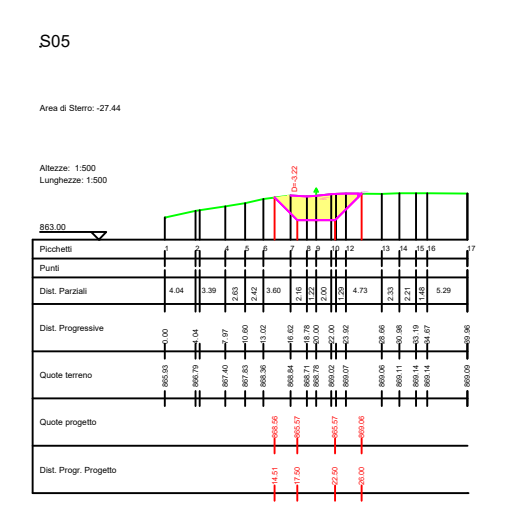 S05
Area di Sterro: -27.44
Altezze: 1:500
Lunghezze: 1:500
D=-3.22
863.00
Picchetti 1 2 4 5 6 7 8 9 10 12 13 14 15 16 17
Punti
Dist. Parziali 4.04 3.39 2.63 2.42 3.60 2.16 1.22 2.00 1.29 4.73 2.33 2.21 1.48 5.29
Dist. Progressive 0.00 4.04 7.97 10.60 13.02 16.62 18.78 20.00 22.00 23.92 28.66 30.98 33.19 34.67 39.96
Quote terreno 865.93 866.79 867.40 867.83 868.36 868.84 868.71 868.78 869.02 869.07 869.06 869.11 869.14 869.14 869.09
Quote progetto 868.56 865.57 865.57 869.06
Dist. Progr. Progetto 14.51 17.50 22.50 26.00